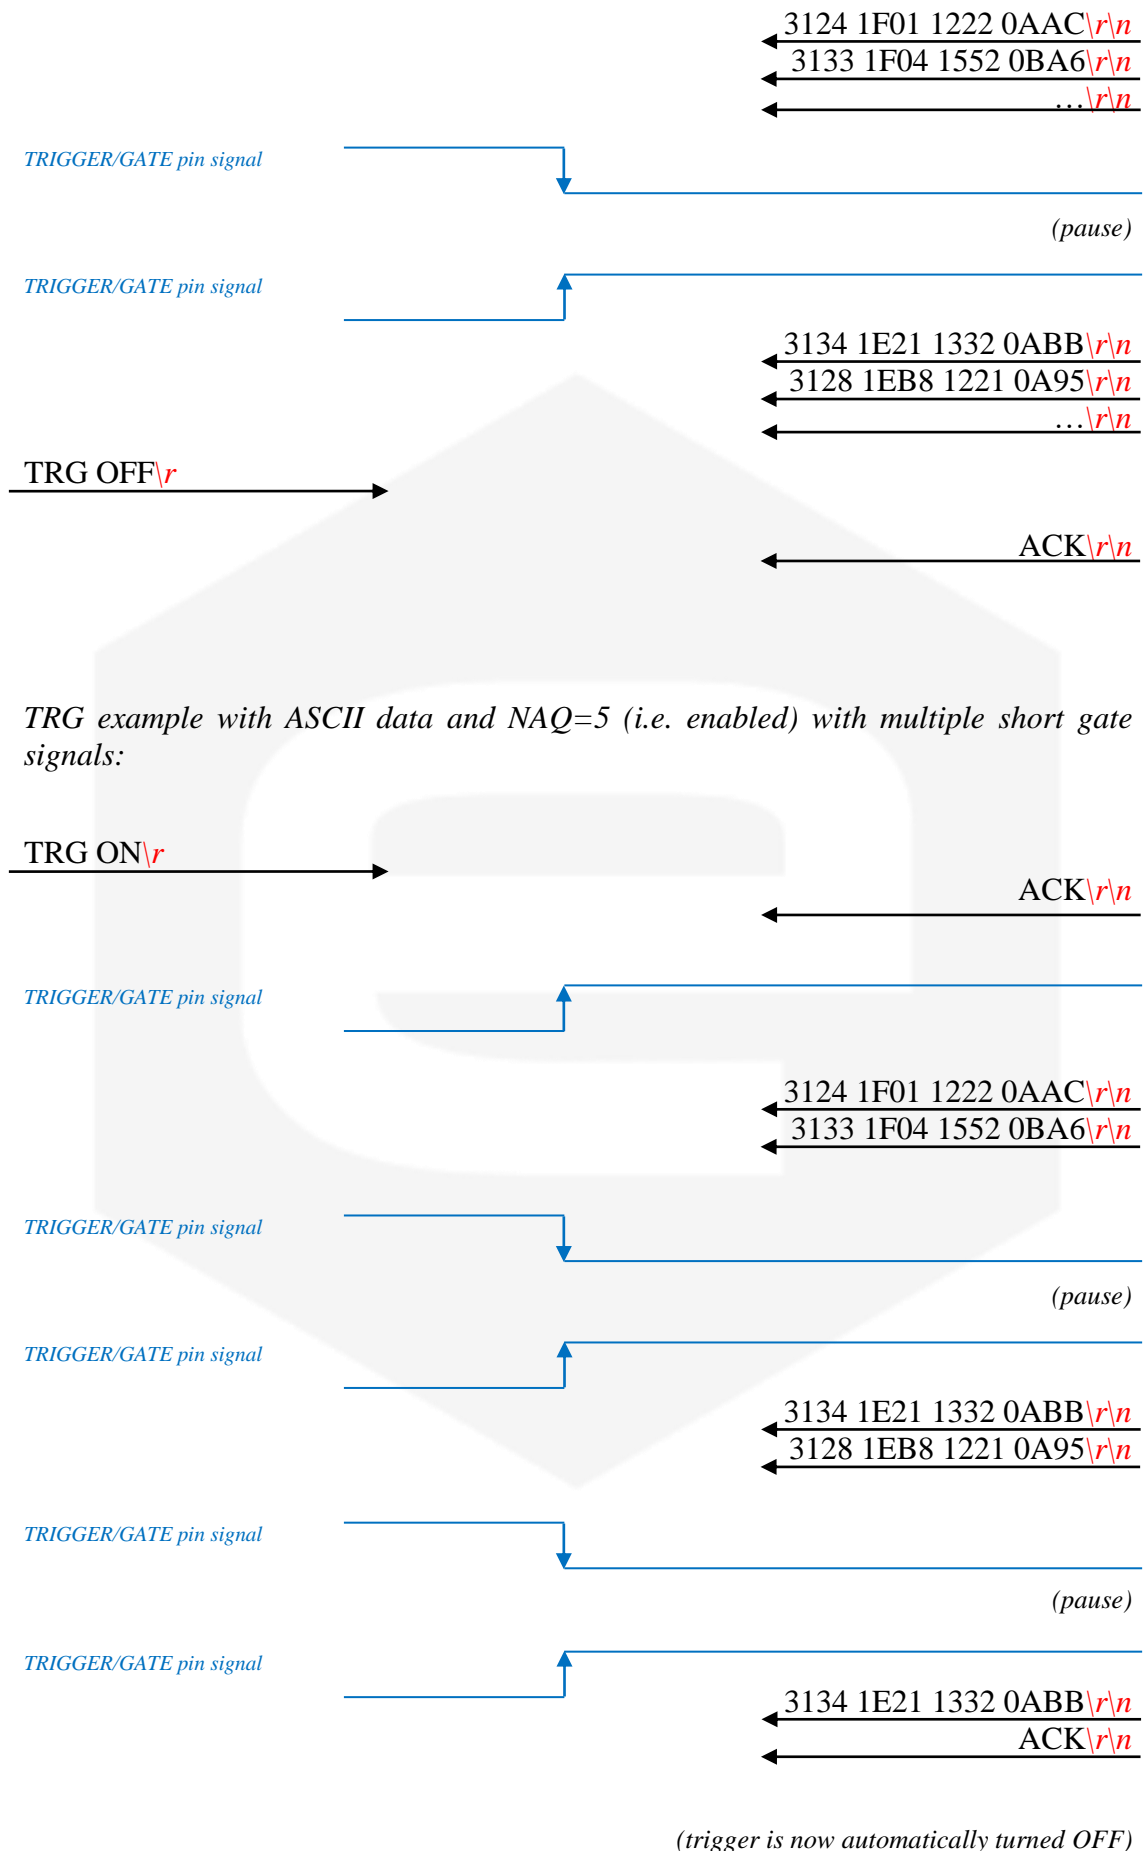 3124 1F01 1222 0AAC\r\n
3133 1F04 1552 0BA6\r\n
…\r\n
TRIGGER/GATE pin signal
(pause)
TRIGGER/GATE pin signal
3134 1E21 1332 0ABB\r\n
3128 1EB8 1221 0A95\r\n
…\r\n
TRG OFF\r
ACK\r\n
TRG example with ASCII data and NAQ=5 (i.e. enabled) with multiple short gate
signals:
TRG ON\r
ACK\r\n
TRIGGER/GATE pin signal
3124 1F01 1222 0AAC\r\n
3133 1F04 1552 0BA6\r\n
TRIGGER/GATE pin signal
(pause)
TRIGGER/GATE pin signal
3134 1E21 1332 0ABB\r\n
3128 1EB8 1221 0A95\r\n
TRIGGER/GATE pin signal
(pause)
TRIGGER/GATE pin signal
3134 1E21 1332 0ABB\r\n
ACK\r\n
(trigger is now automatically turned OFF)